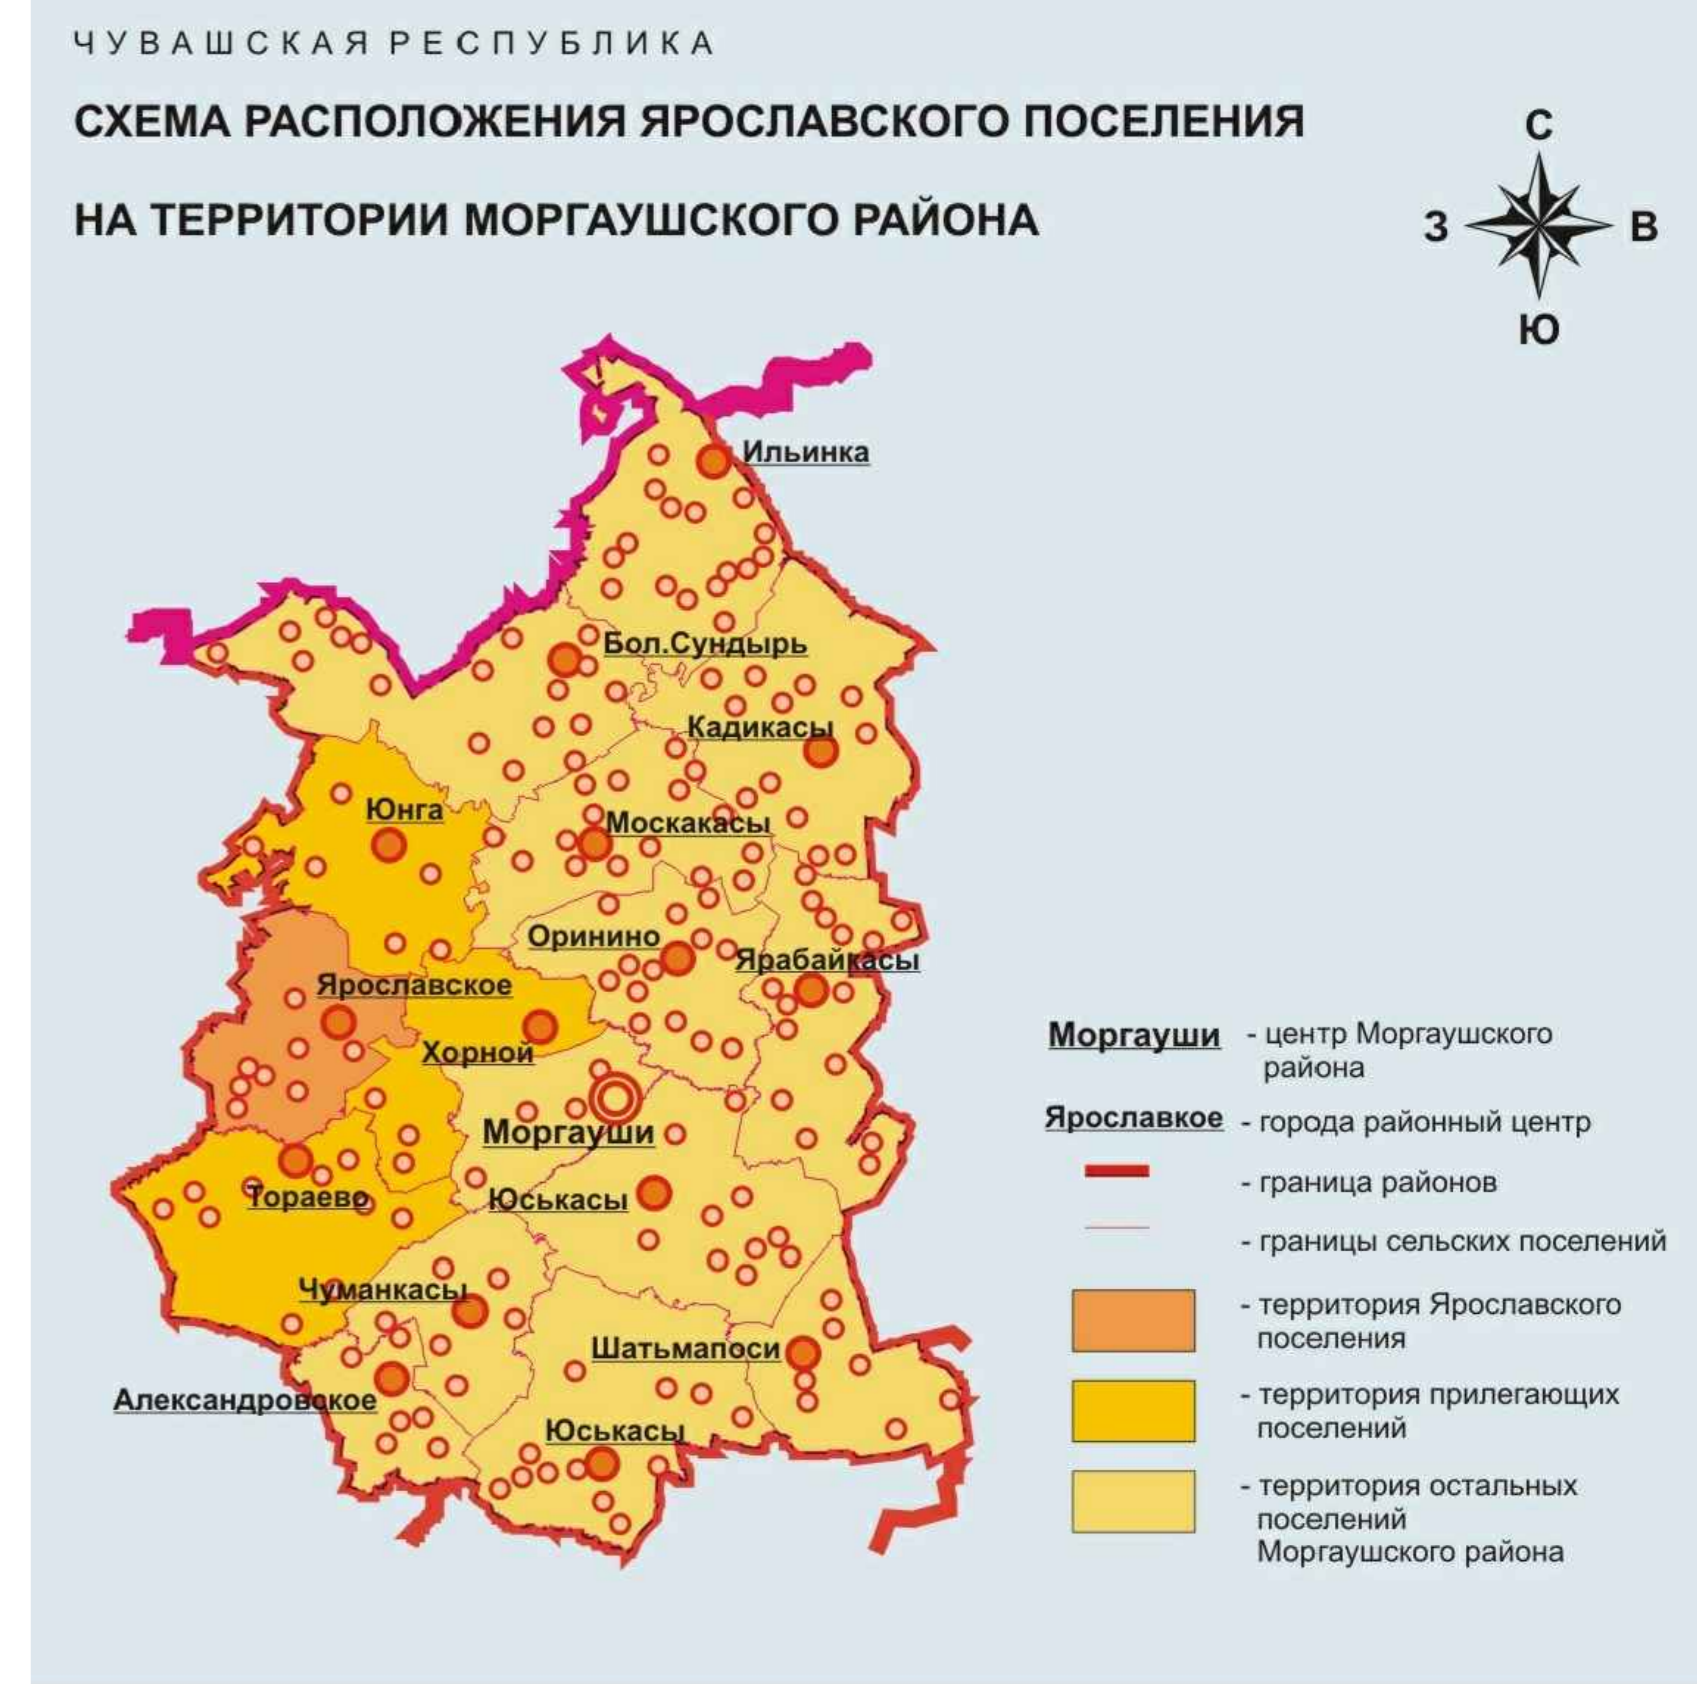 ЧУВАШСКАЯ РЕСПУБЛИКА
СХЕМА РАСПОЛОЖЕНИЯ ЯРОСЛАВСКОГО ПОСЕЛЕНИЯ
НА ТЕРРИТОРИИ МОРГАУШСКОГО РАЙОНА
С
З
В
Ю
Ильинка
Бол.Сундырь
Кадикасы
Юнга
Москакасы
Оринино
Ярабайкасы
Ярославское
Хорной
Моргауши
Тораево
Юськасы
Чуманкасы
Шатьмапоси
Александровское
Юськасы
Моргауши - центр Моргаушского
района
Ярославкое - города районный центр
- граница районов
- границы сельских поселений
- территория Ярославского
поселения
- территория прилегающих
поселений
- территория остальных
поселений
Моргаушского района